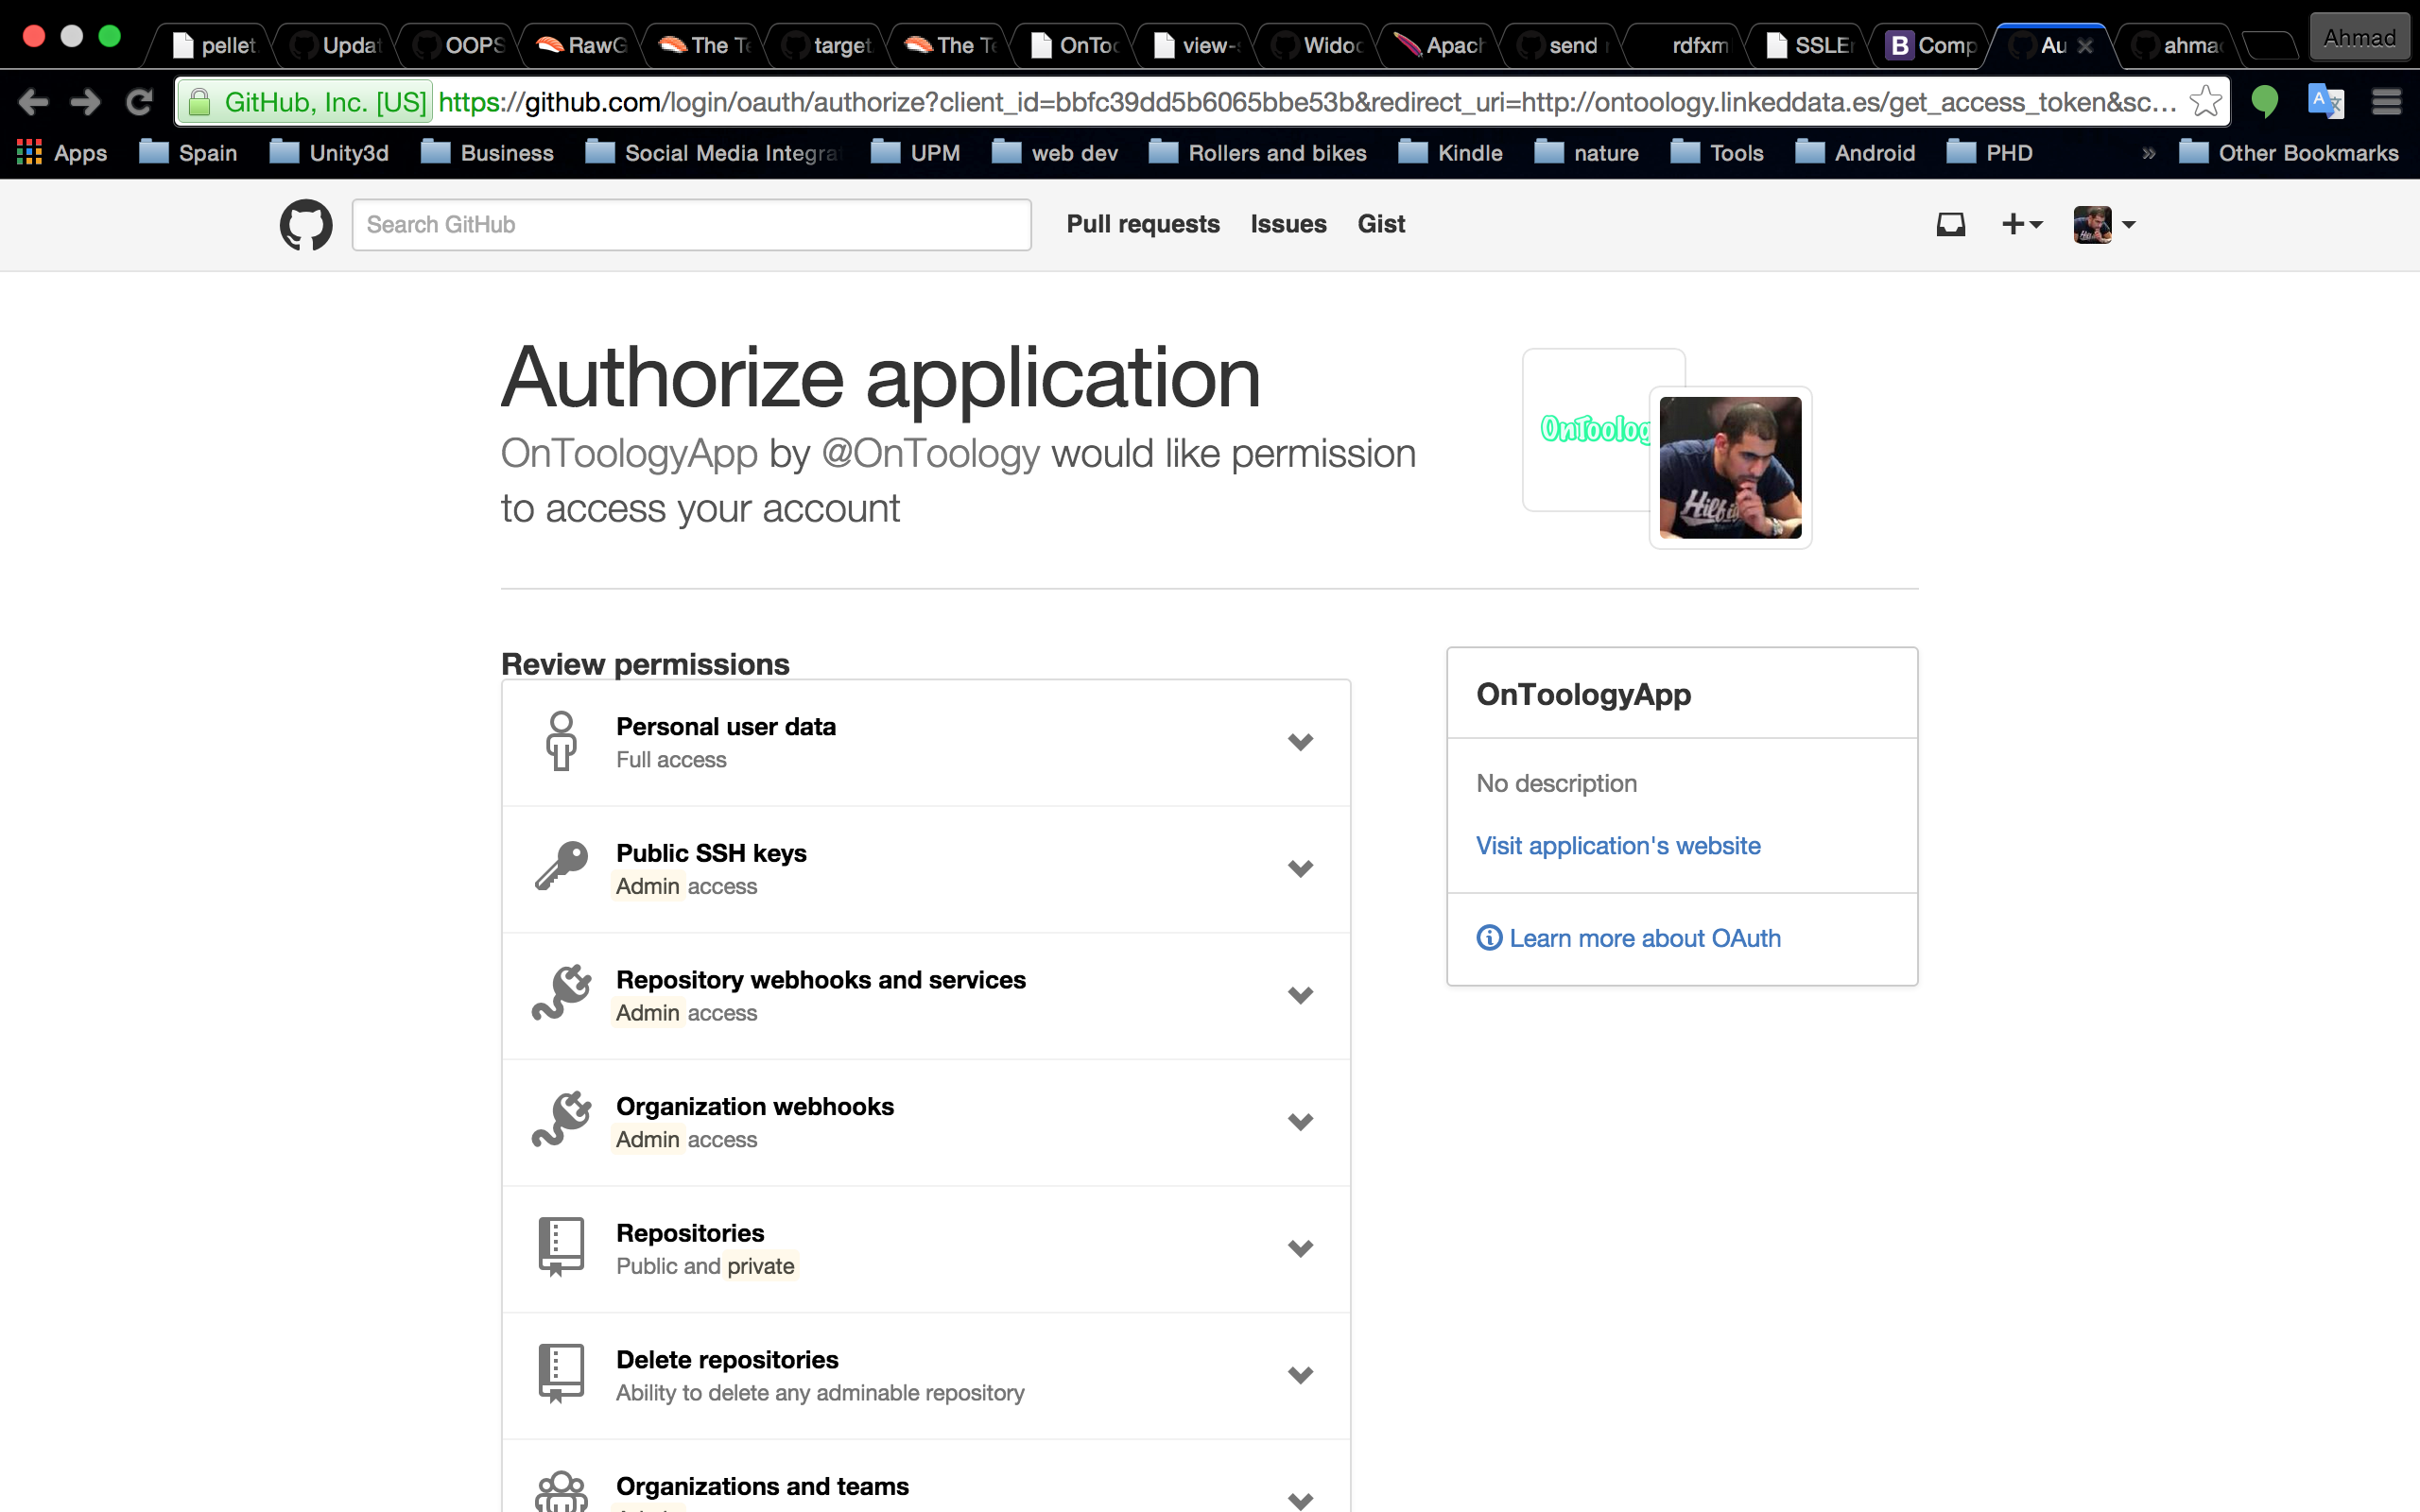 pellet
Updat
OOPS
RawG
The Te
target
The Te
OnToo
view-s
Widoc
Apach
send
rdfxm
SSLEr
B Comp
Au
ahmad
Ahmad
GitHub, Inc. [US] https://github.com/login/oauth/authorize?client_id=bbfc39dd5b6065bbe53b&redirect_uri=http://ontoology.linkeddata.es/get_access_token&sc...
Apps Spain Unity3d Business Social Media Integra UPM web dev Rollers and bikes Kindle nature Tools Android PHD » Other Bookmarks
Search GitHub Pull requests Issues Gist
Authorize application
OnToologyApp by @OnToology would like permission
to access your account
OnToolog
Hilfig
Review permissions
Personal user data
Full access
Public SSH keys
Admin access
Repository webhooks and services
Admin access
Organization webhooks
Admin access
Repositories
Public and private
Delete repositories
Ability to delete any adminable repository
Organizations and teams
OnToologyApp
No description
Visit application's website
Learn more about OAuth